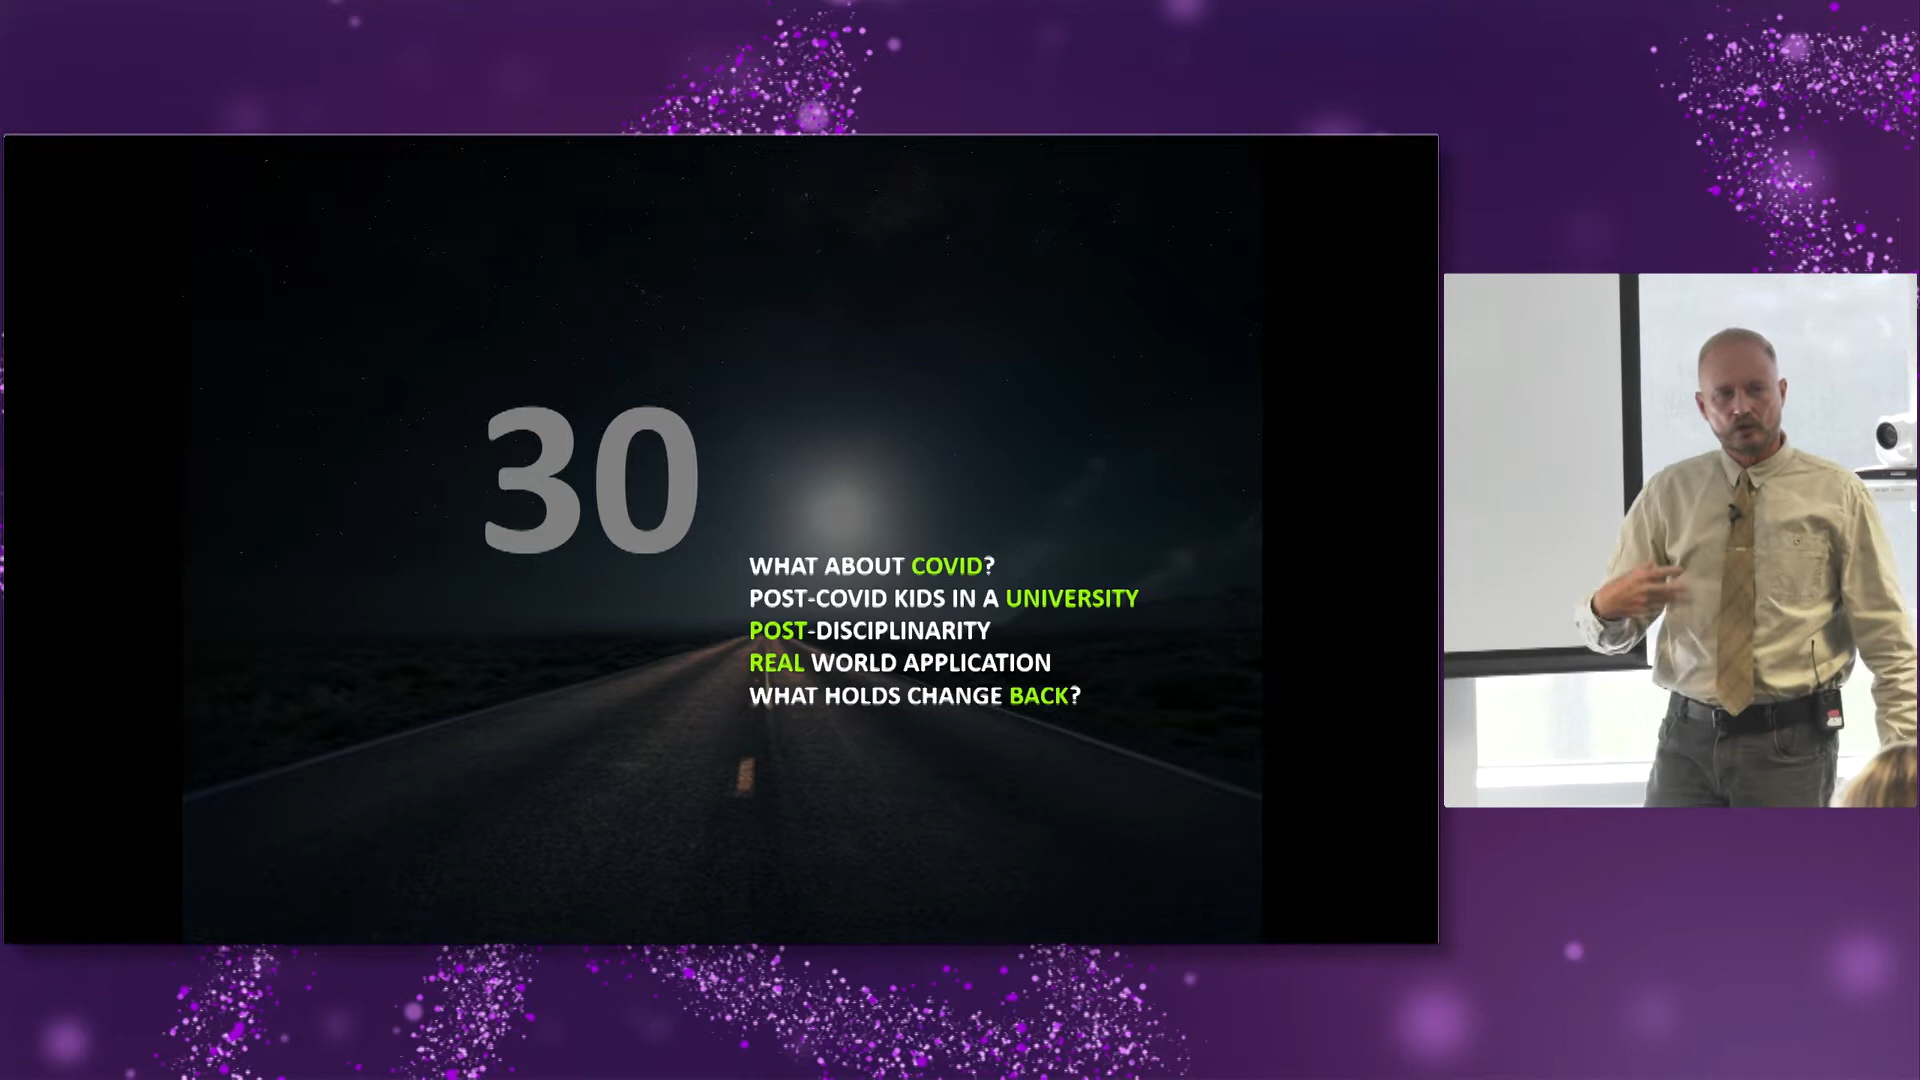 30
WHAT ABOUT COVID?
POST-COVID KIDS IN A UNIVERSITY
POST-DISCIPLINARITY
REAL WORLD APPLICATION
WHAT HOLDS CHANGE BACK?